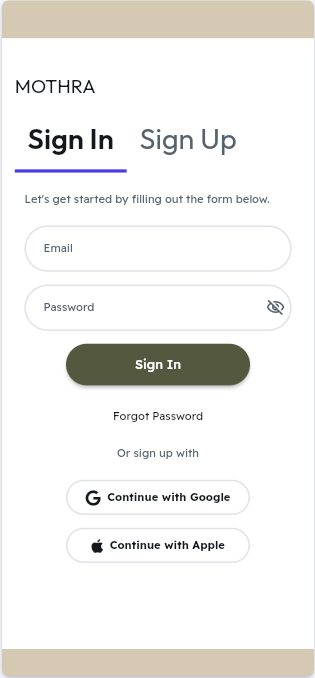 MOTHRA
Sign In Sign Up
Let's get started by filling out the form below.
Email
Password
Sign In
Forgot Password
Or sign up with
Continue with Google
Continue with Apple